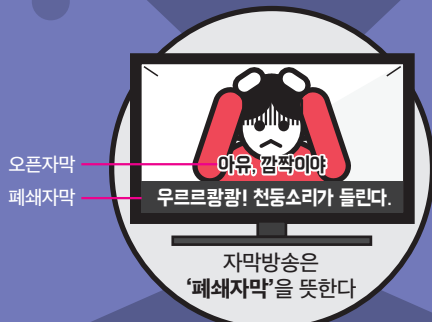 오픈자막
아유, 깜짝이야
폐쇄자막
우르르쾅쾅! 천둥소리가 들린다.
자막방송은
‘폐쇄자막’을 뜻한다